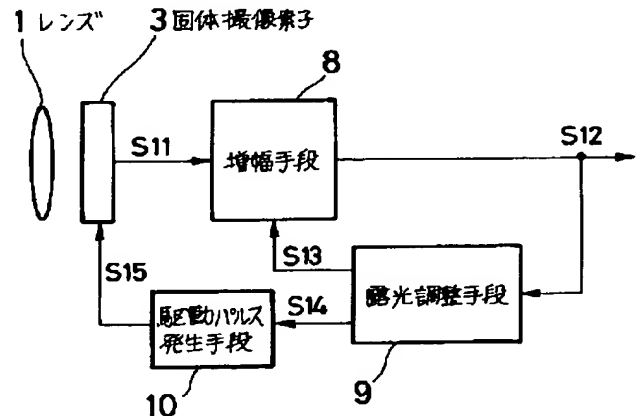 1 レンズ
3 固体撮像素子
8
S11
増幅手段
S12
S13
S15
S14
駆動パルス
発生手段
露光調整手段
10
9